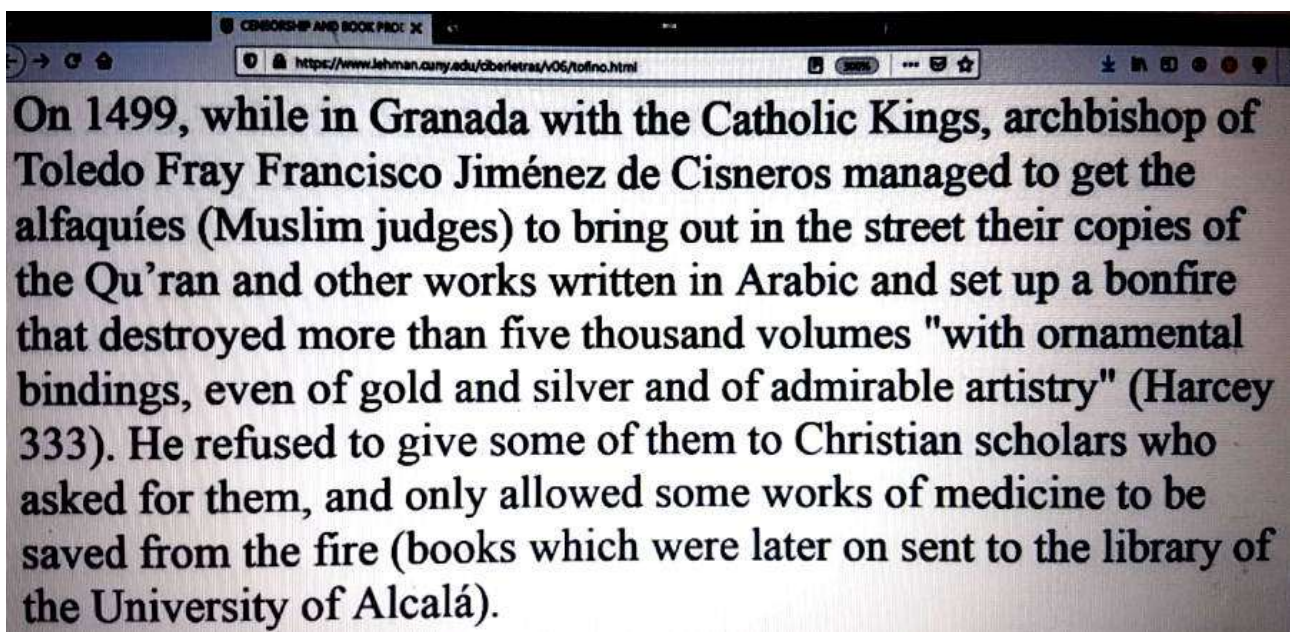 CENSORSHIP AND BOOK PROI
https://www.lehman.cuny.edu/ciberletras/v06/tofino.html 300%
On 1499, while in Granada with the Catholic Kings, archbishop of
Toledo Fray Francisco Jiménez de Cisneros managed to get the
alfaquíes (Muslim judges) to bring out in the street their copies of
the Qu’ran and other works written in Arabic and set up a bonfire
that destroyed more than five thousand volumes "with ornamental
bindings, even of gold and silver and of admirable artistry" (Harcey
333). He refused to give some of them to Christian scholars who
asked for them, and only allowed some works of medicine to be
saved from the fire (books which were later on sent to the library of
the University of Alcalá).